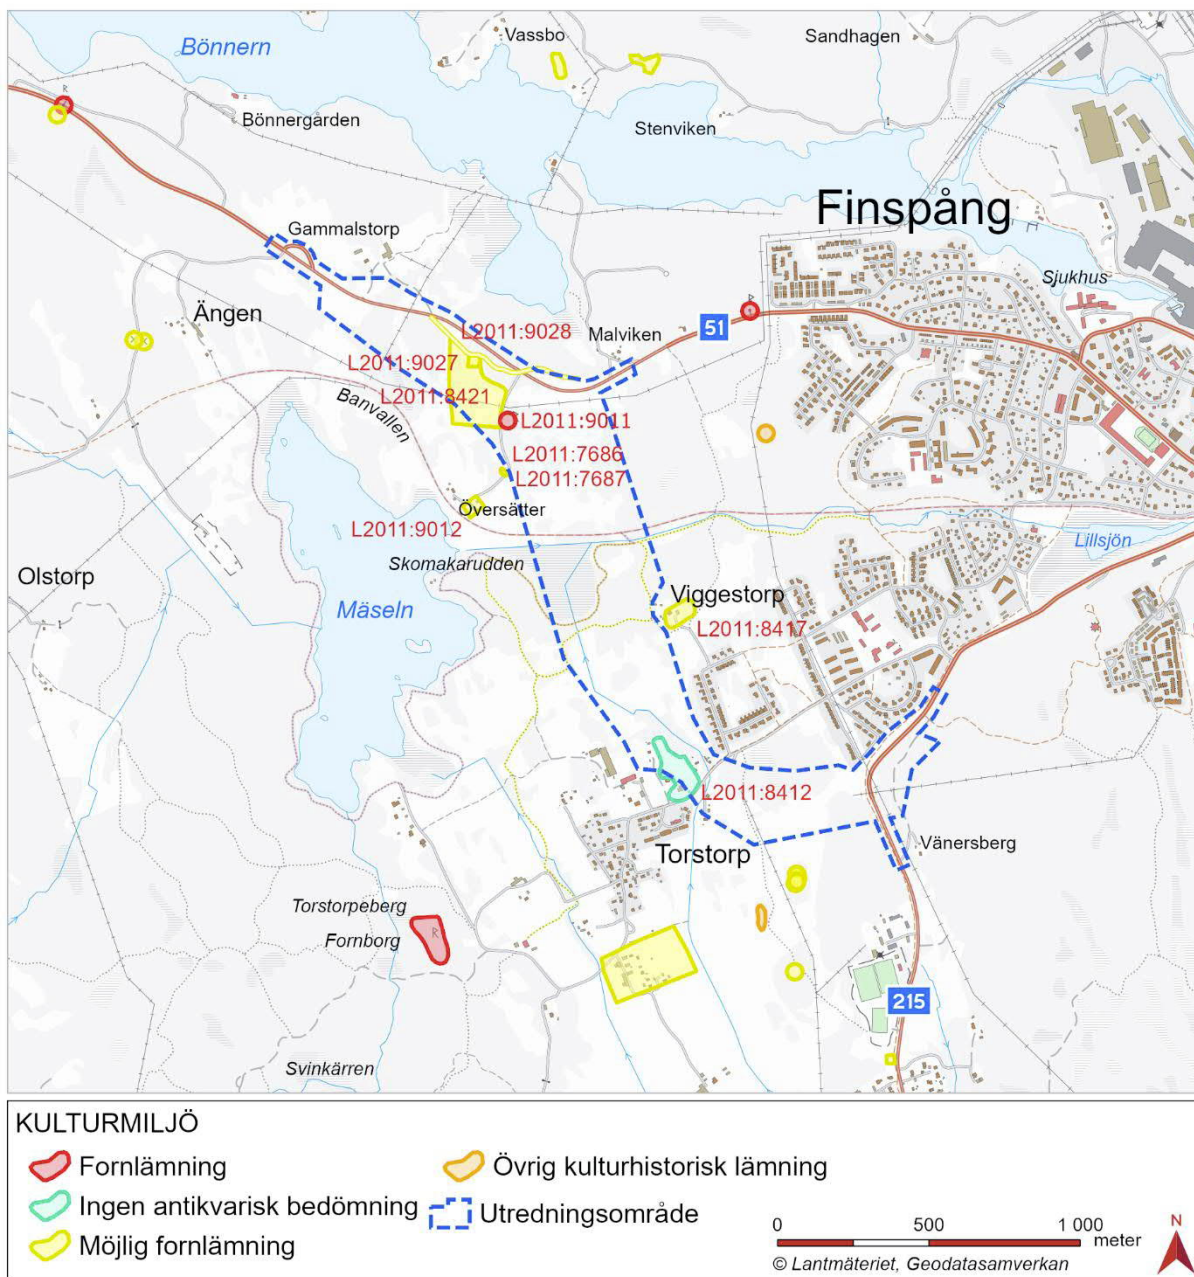 Vassbo
Sandhagen
Bönnern
Bönnergården
Stenviken
Finspång
Gammalstorp
Sjukhus
Ängen
L2011:9028
Malviken
51
L2011:9027
L2011:8421
Banvallen
L2011:9011
L2011:7686
L2011:7687
Översätter
L2011:9012
Lillsjön
Skomakarudden
Olstorp
Mäseln
Viggestorp
L2011:8417
L2011:8412
Torstorp
Vänersberg
Torstorpeberg
Fornborg
R
215
Svinkärren
KULTURMILJÖ
Fornlämning
Övrig kulturhistorisk lämning
Ingen antikvarisk bedömning
Utredningsområde
Möjlig fornlämning
0 500 1 000
meter
N
© Lantmäteriet, Geodatasamverkan